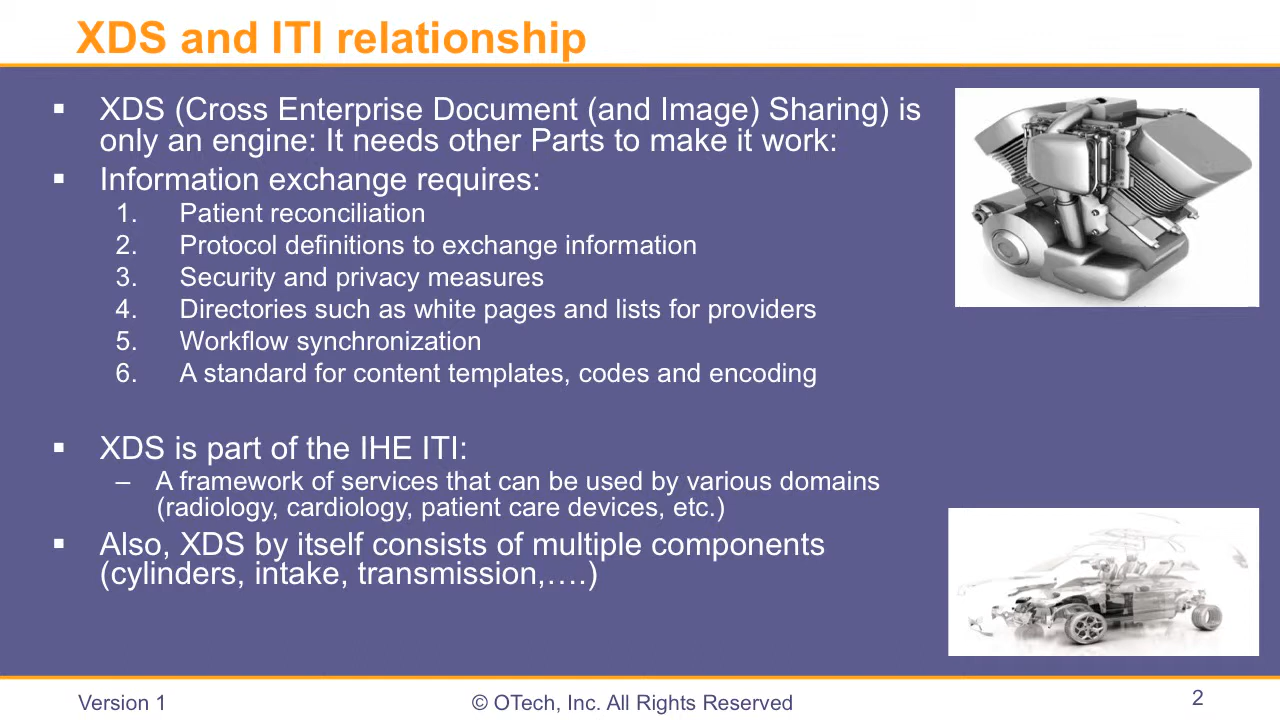 XDS and ITI relationship
▪ XDS (Cross Enterprise Document (and Image) Sharing) is
only an engine: It needs other Parts to make it work:
▪ Information exchange requires:
1. Patient reconciliation
2. Protocol definitions to exchange information
3. Security and privacy measures
4. Directories such as white pages and lists for providers
5. Workflow synchronization
6. A standard for content templates, codes and encoding
▪ XDS is part of the IHE ITI:
– A framework of services that can be used by various domains
(radiology, cardiology, patient care devices, etc.)
▪ Also, XDS by itself consists of multiple components
(cylinders, intake, transmission,….)
Version 1
© OTech, Inc. All Rights Reserved
2